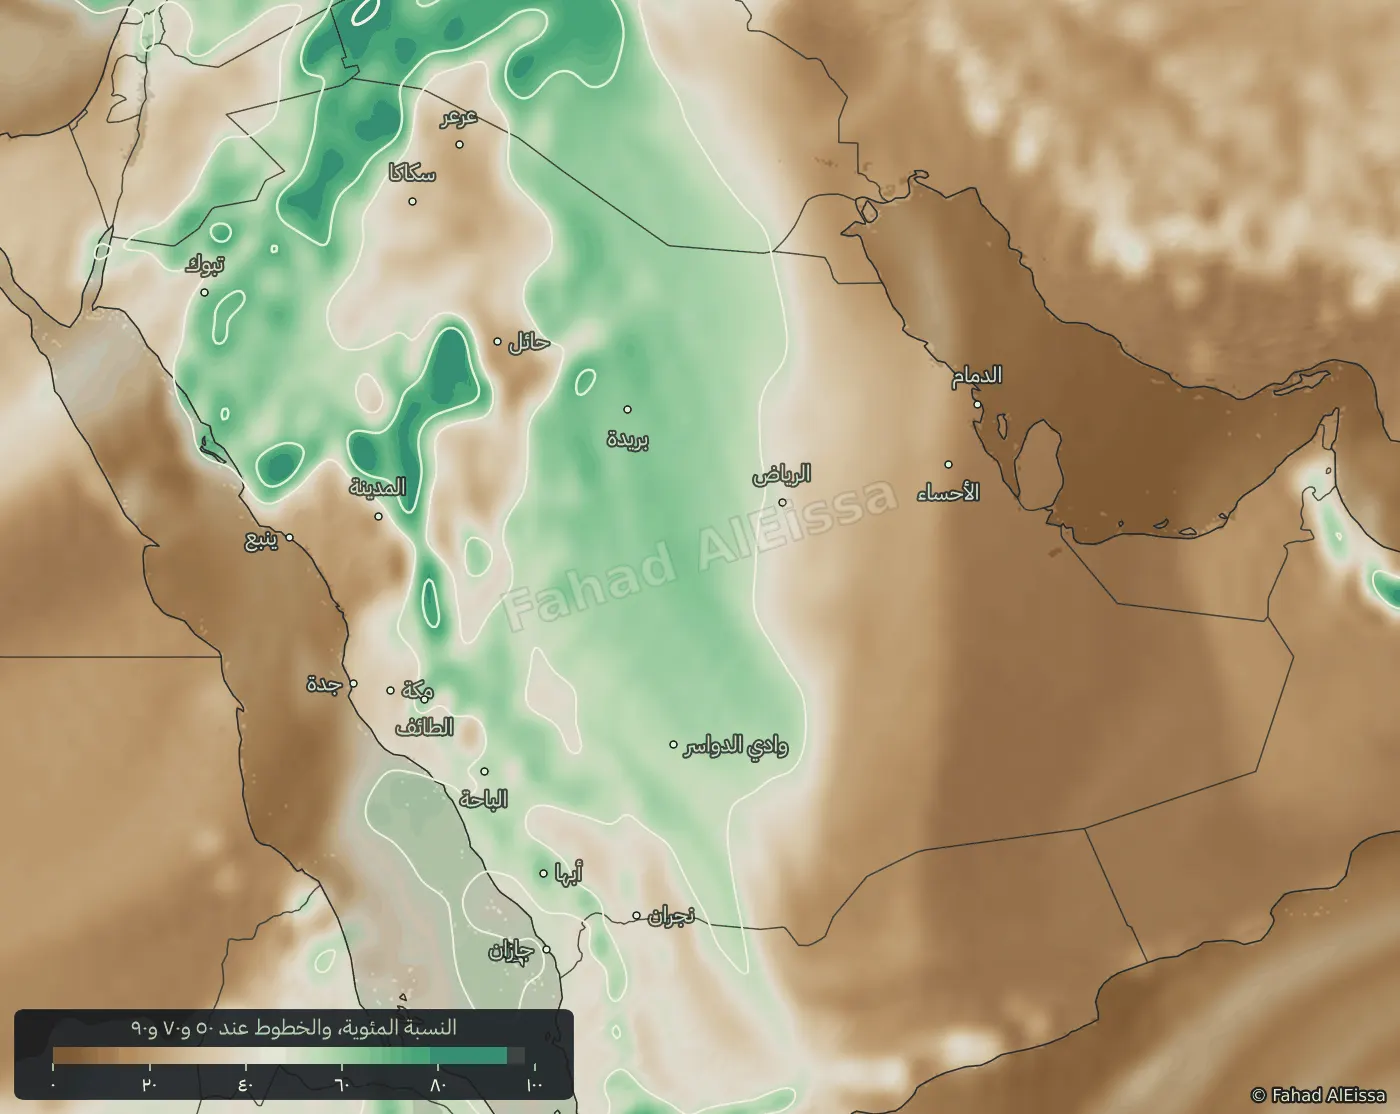 عرعر
سكاكا
تبوك
حائل
الدمام
بريدة
الرياض
الأحساء
المدينة
ينبع
Fahad AlEissa
جدة
مكة
الطائف
وادي الدواسر
الباحة
أبها
نجران
جازان
النسبة المئوية، والخطوط عند ٥٠ و٧٠ و٩٠
٠ ٢٠ ٤٠ ٦٠ ٨٠ ١٠٠
© Fahad AlEissa